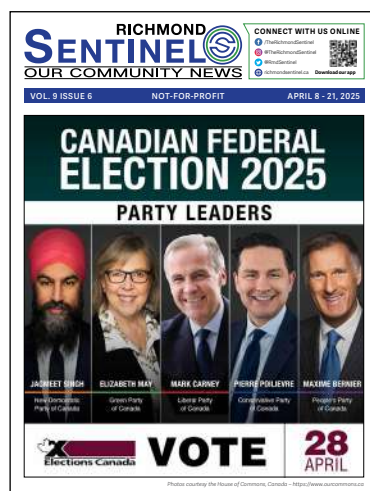 RICHMOND
SENTINEL
OUR COMMUNITY NEWS
CONNECT WITH US ONLINE
/TheRichmondSentinel
@TheRichmondSentinel
@RmdSentinel
richmondsentinel.ca Download our app
VOL. 9 ISSUE 6 NOT-FOR-PROFIT APRIL 8 - 21, 2025
CANADIAN FEDERAL
ELECTION 2025
PARTY LEADERS
JAGMEET SINGH ELIZABETH MAY MARK CARNEY PIERRE POILIEVRE MAXIME BERNIER
New Democratic Green Party Liberal Party Conservative Party People's Party
Party of Canada of Canada of Canada of Canada of Canada
Elections Canada VOTE 28
APRIL
Photos courtesy the House of Commons, Canada – https://www.ourcommons.ca